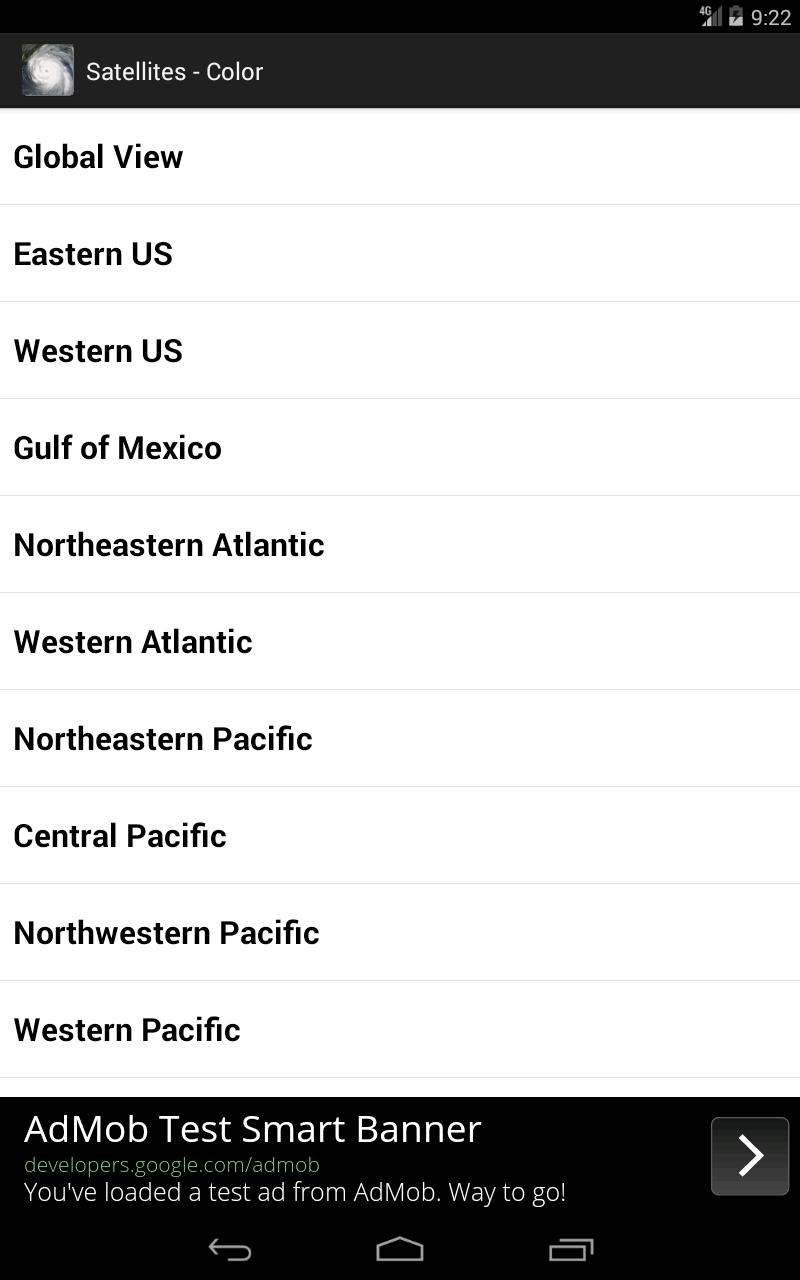 4G 9:22
Satellites - Color
Global View
Eastern US
Western US
Gulf of Mexico
Northeastern Atlantic
Western Atlantic
Northeastern Pacific
Central Pacific
Northwestern Pacific
Western Pacific
AdMob Test Smart Banner
developers.google.com/admob
You've loaded a test ad from AdMob. Way to go!